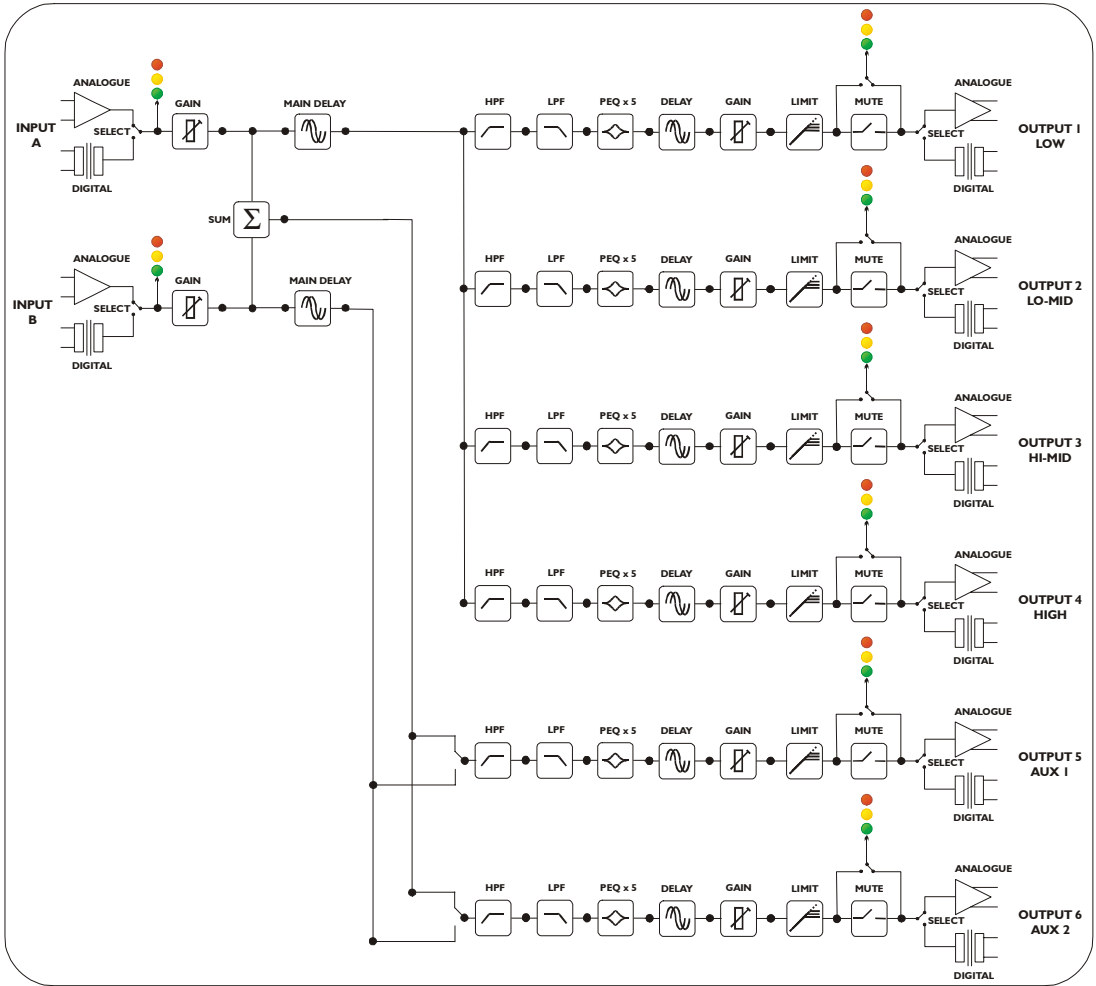 ANALOGUE
GAIN
MAIN DELAY
HPF
LPF
PEQ x 5
DELAY
GAIN
LIMIT
MUTE
ANALOGUE
INPUT
A
SELECT
SELECT
OUTPUT 1
LOW
DIGITAL
DIGITAL
SUM
Σ
ANALOGUE
GAIN
MAIN DELAY
HPF
LPF
PEQ x 5
DELAY
GAIN
LIMIT
MUTE
ANALOGUE
INPUT
B
SELECT
SELECT
OUTPUT 2
LO-MID
DIGITAL
DIGITAL
HPF
LPF
PEQ x 5
DELAY
GAIN
LIMIT
MUTE
ANALOGUE
SELECT
OUTPUT 3
HI-MID
DIGITAL
HPF
LPF
PEQ x 5
DELAY
GAIN
LIMIT
MUTE
ANALOGUE
SELECT
OUTPUT 4
HIGH
DIGITAL
HPF
LPF
PEQ x 5
DELAY
GAIN
LIMIT
MUTE
ANALOGUE
SELECT
OUTPUT 5
AUX 1
DIGITAL
HPF
LPF
PEQ x 5
DELAY
GAIN
LIMIT
MUTE
ANALOGUE
SELECT
OUTPUT 6
AUX 2
DIGITAL